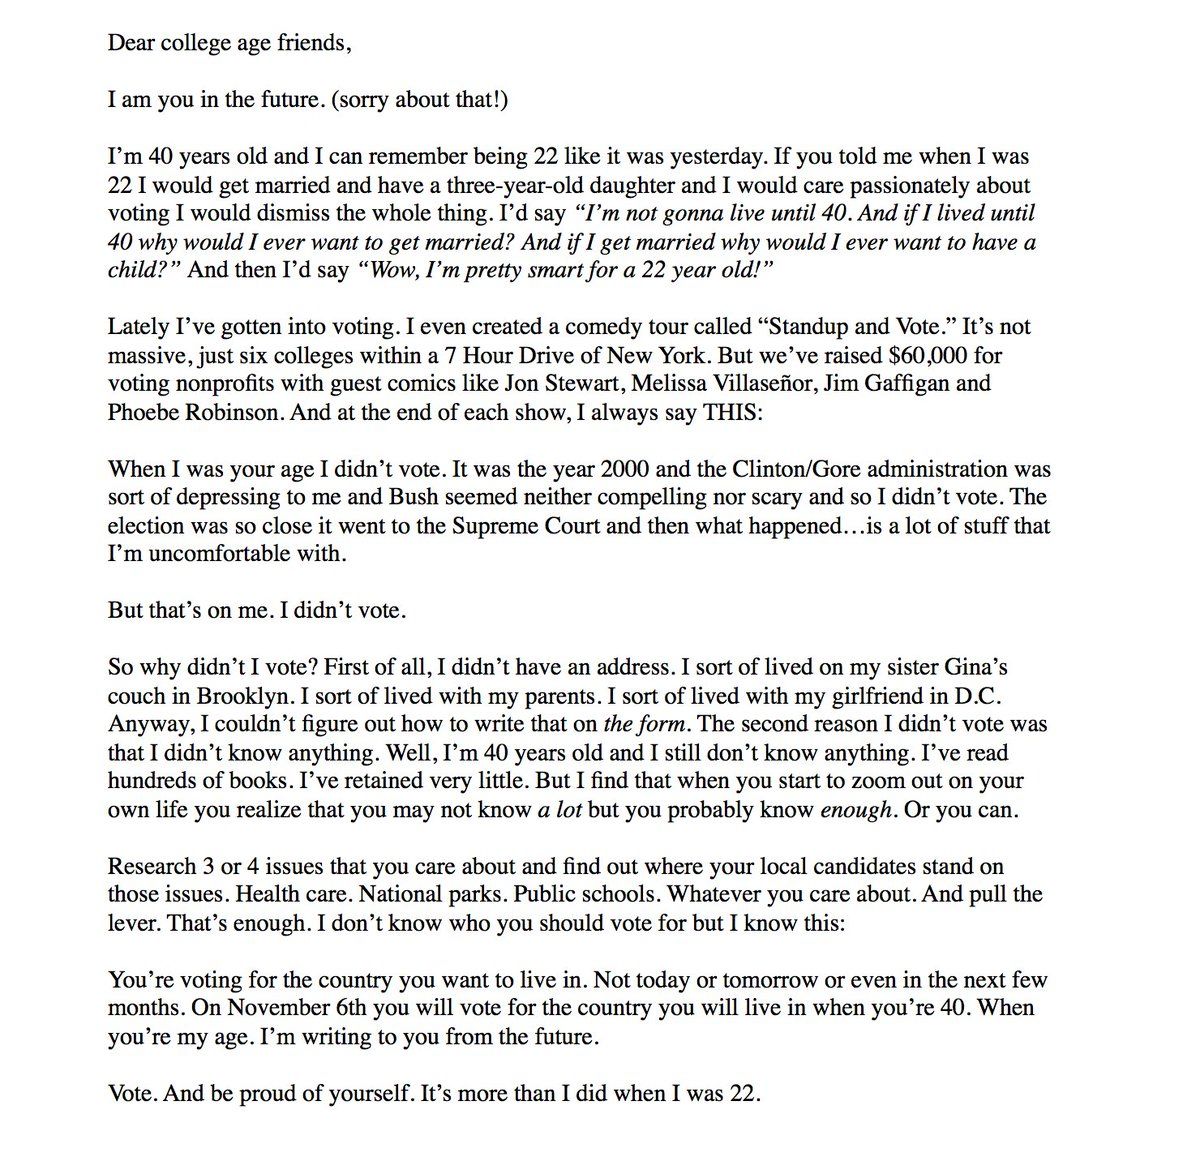 Dear college age friends,
I am you in the future. (sorry about that!)
I’m 40 years old and I can remember being 22 like it was yesterday. If you told me when I was
22 I would get married and have a three-year-old daughter and I would care passionately about
voting I would dismiss the whole thing. I’d say “I’m not gonna live until 40. And if I lived until
40 why would I ever want to get married? And if I get married why would I ever want to have a
child?” And then I’d say “Wow, I’m pretty smart for a 22 year old!”
Lately I’ve gotten into voting. I even created a comedy tour called “Standup and Vote.” It’s not
massive, just six colleges within a 7 Hour Drive of New York. But we’ve raised $60,000 for
voting nonprofits with guest comics like Jon Stewart, Melissa Villaseñor, Jim Gaffigan and
Phoebe Robinson. And at the end of each show, I always say THIS:
When I was your age I didn’t vote. It was the year 2000 and the Clinton/Gore administration was
sort of depressing to me and Bush seemed neither compelling nor scary and so I didn’t vote. The
election was so close it went to the Supreme Court and then what happened…is a lot of stuff that
I’m uncomfortable with.
But that’s on me. I didn’t vote.
So why didn’t I vote? First of all, I didn’t have an address. I sort of lived on my sister Gina’s
couch in Brooklyn. I sort of lived with my parents. I sort of lived with my girlfriend in D.C.
Anyway, I couldn’t figure out how to write that on the form. The second reason I didn’t vote was
that I didn’t know anything. Well, I’m 40 years old and I still don’t know anything. I’ve read
hundreds of books. I’ve retained very little. But I find that when you start to zoom out on your
own life you realize that you may not know a lot but you probably know enough. Or you can.
Research 3 or 4 issues that you care about and find out where your local candidates stand on
those issues. Health care. National parks. Public schools. Whatever you care about. And pull the
lever. That’s enough. I don’t know who you should vote for but I know this:
You’re voting for the country you want to live in. Not today or tomorrow or even in the next few
months. On November 6th you will vote for the country you will live in when you’re 40. When
you’re my age. I’m writing to you from the future.
Vote. And be proud of yourself. It’s more than I did when I was 22.